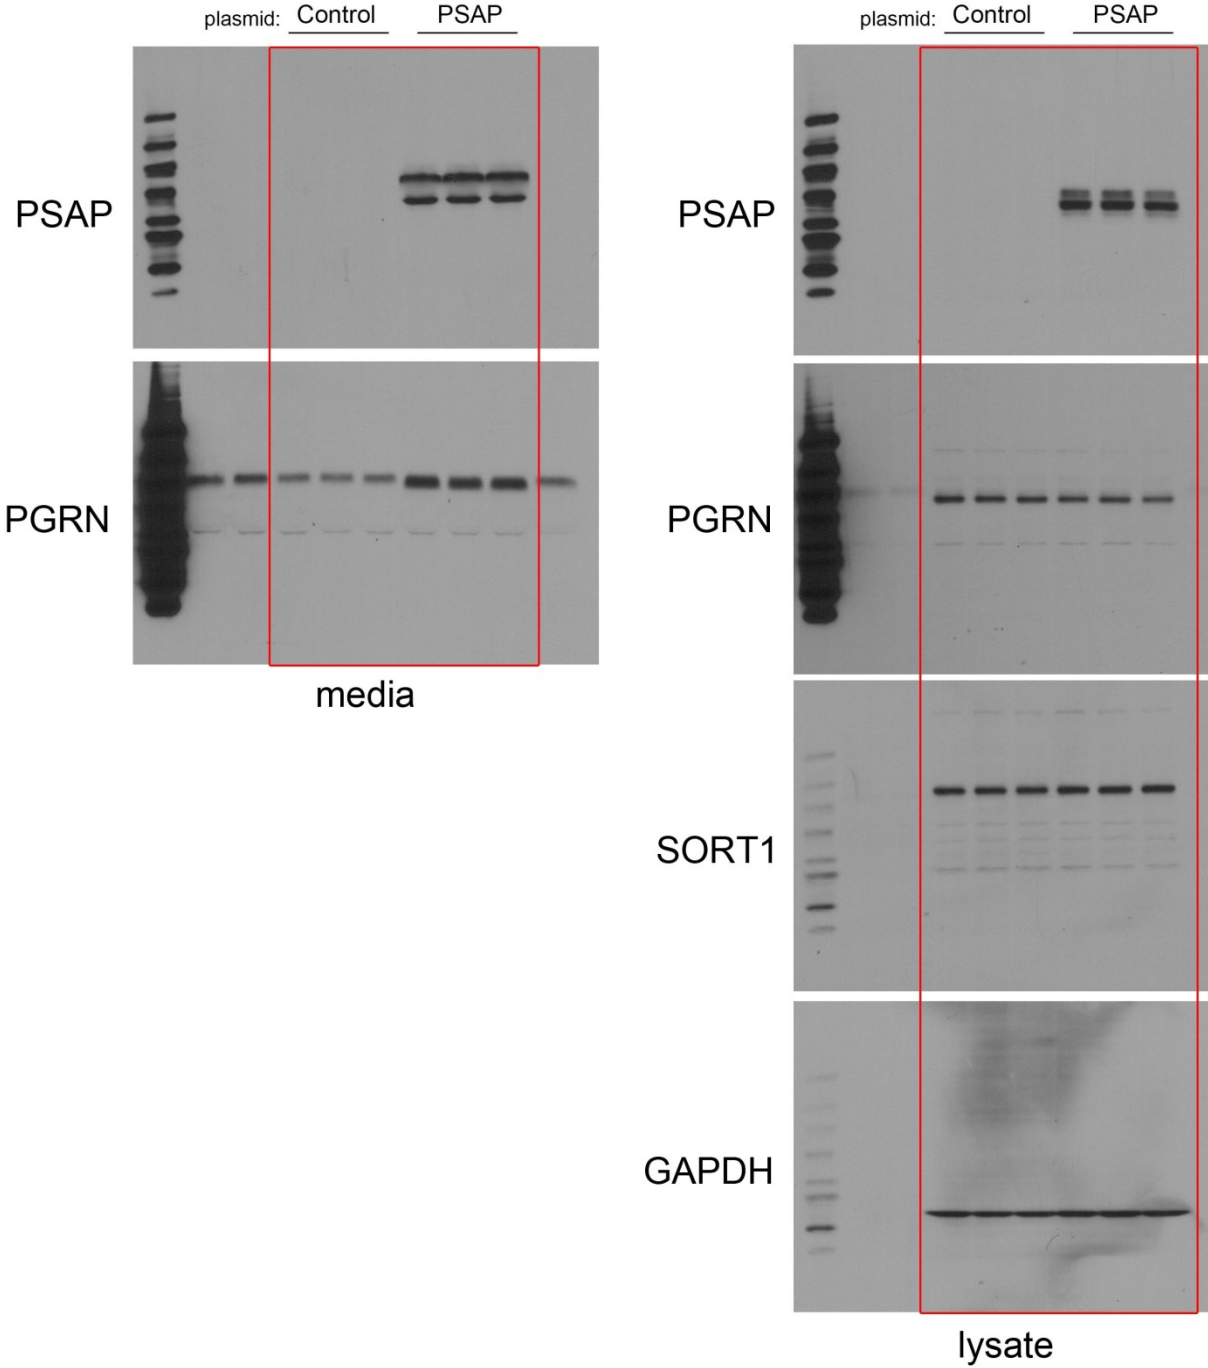 plasmid: Control PSAP
PSAP
PGRN
media
plasmid: Control PSAP
PSAP
PGRN
SORT1
GAPDH
lysate